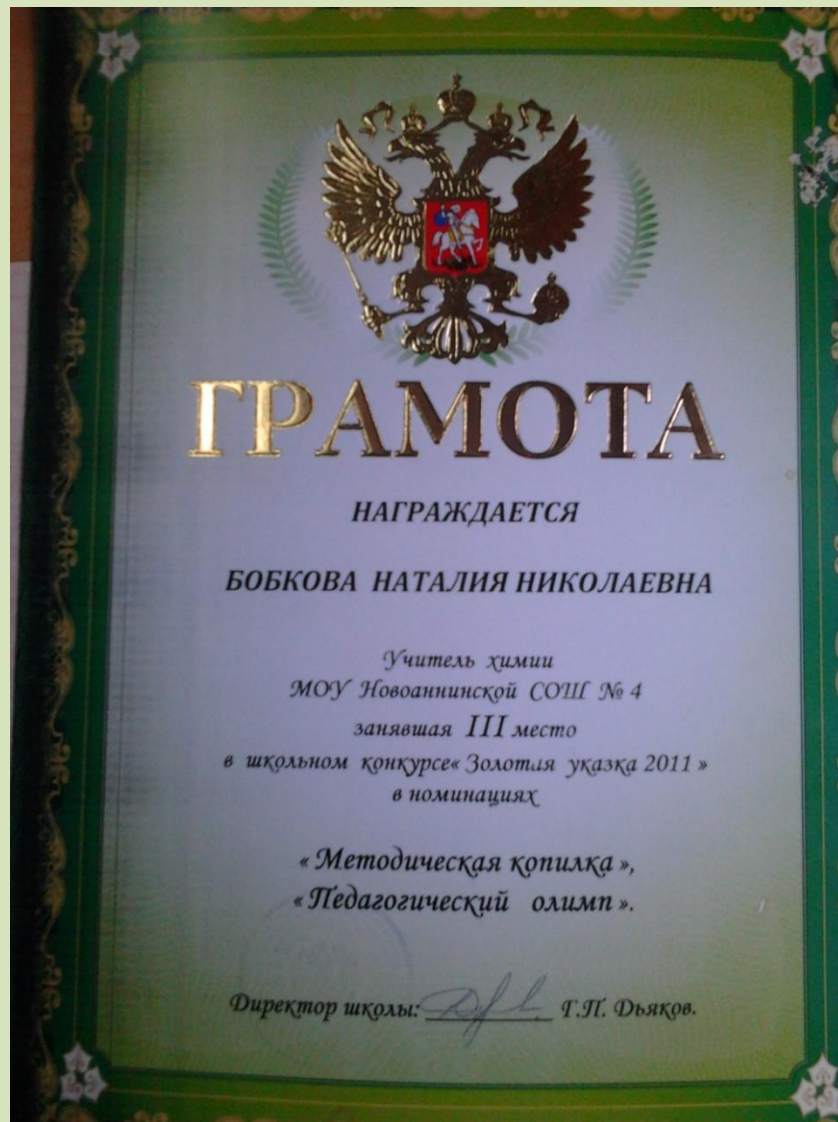 ГРАМОТА
НАГРАЖДАЕТСЯ
БОБКОВА НАТАЛИЯ НИКОЛАЕВНА
Учитель химии
МОУ Новоаннинской СОШ № 4
занявшая III место
в школьном конкурсе« Золотая указка 2011 »
в номинациях
« Методическая копилка »,
« Педагогический олимп ».
Директор школы: Г.П. Дьяков.